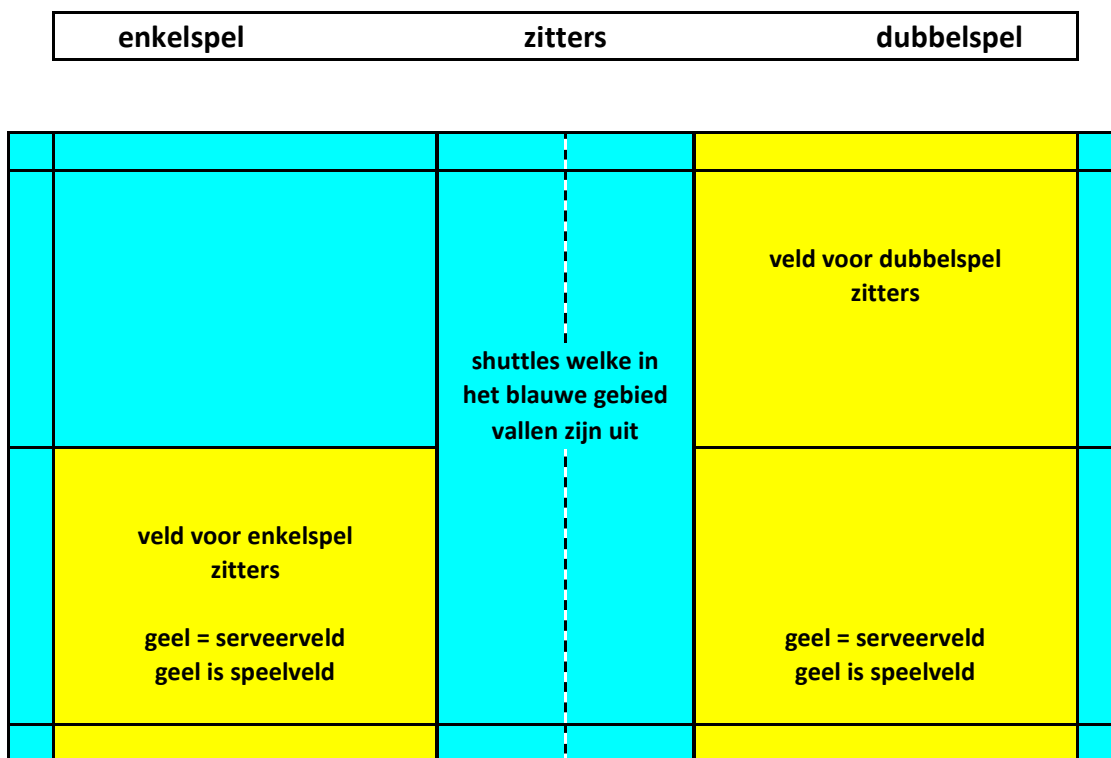 enkelspel zitters dubbelspel
veld voor dubbelspel
zitters
shuttles welke in
het blauwe gebied
vallen zijn uit
veld voor enkelspel
zitters
geel = serveerveld
geel is speelveld
geel = serveerveld
geel is speelveld